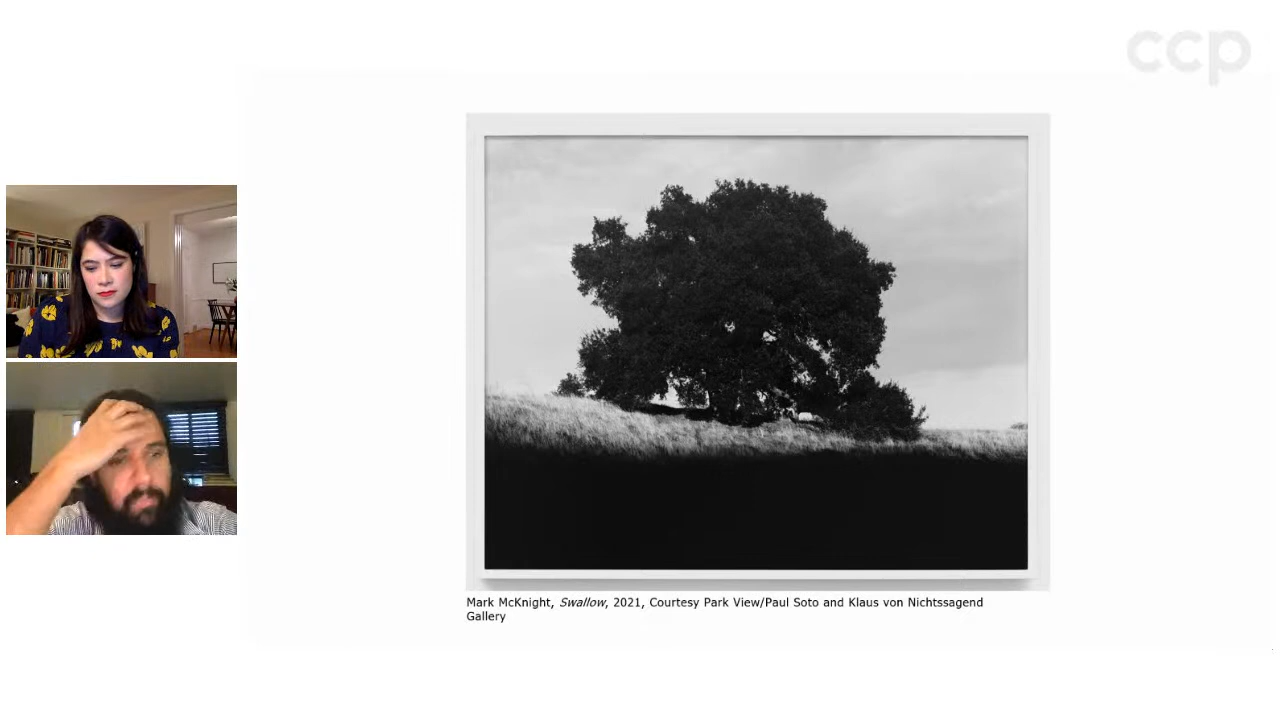 ccp
Mark McKnight, Swallow, 2021, Courtesy Park View/Paul Soto and Klaus von Nichtssagend
Gallery